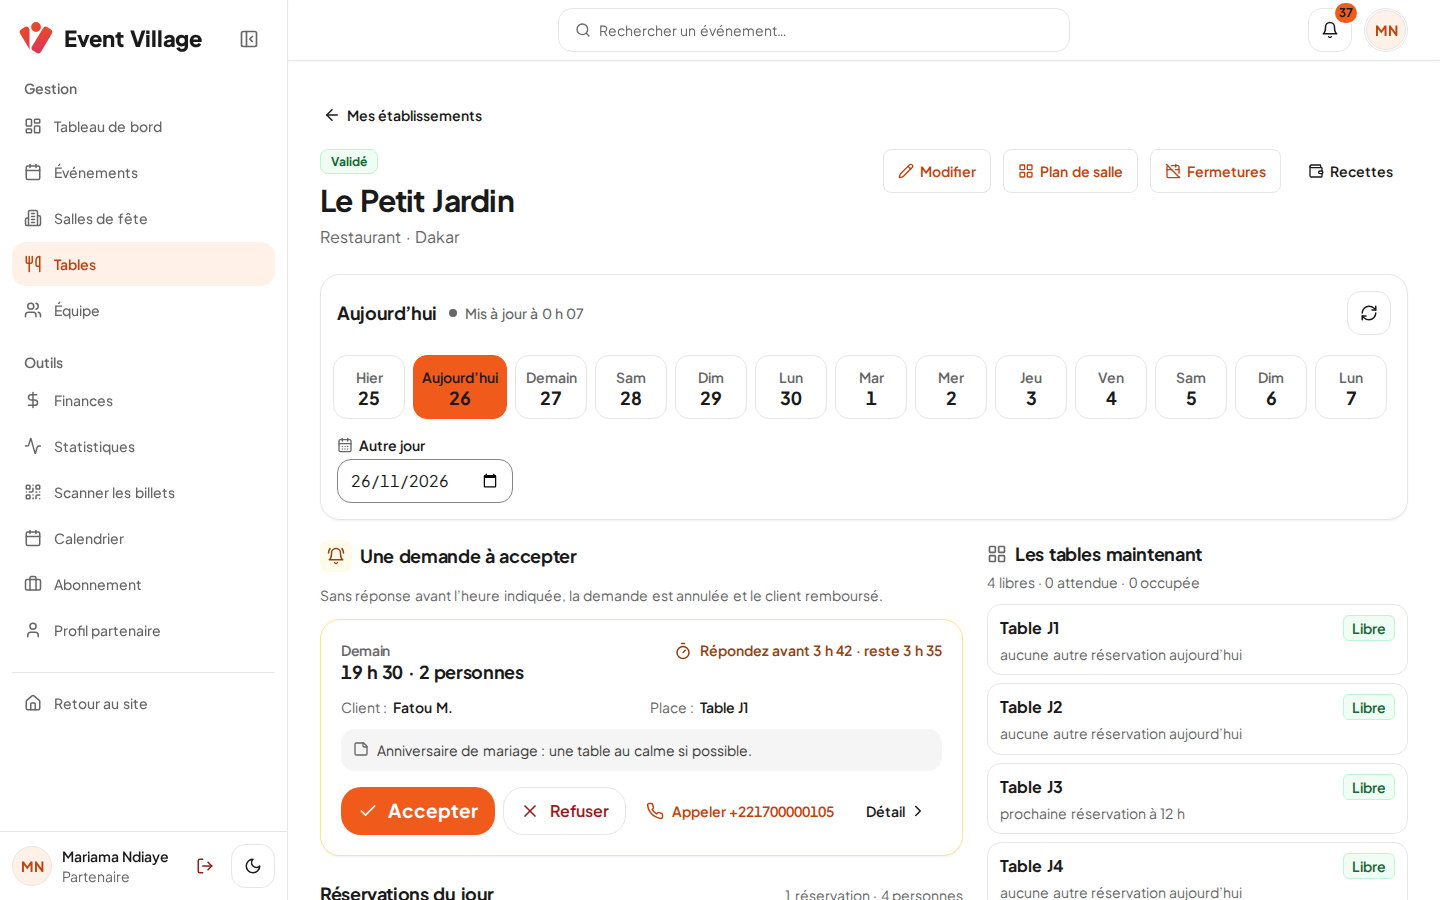 Event Village
Gestion
Tableau de bord
Événements
Salles de fête
Tables
Équipe
Outils
Finances
Statistiques
Scanner les billets
Calendrier
Abonnement
Profil partenaire
Retour au site
MN
Mariama Ndiaye
Partenaire
Rechercher un événement…
37
MN
Mes établissements
Validé
Le Petit Jardin
Restaurant · Dakar
Modifier
Plan de salle
Fermetures
Recettes
Aujourd’hui
Mis à jour à 0 h 07
Hier 25
Aujourd’hui 26
Demain 27
Sam 28
Dim 29
Lun 30
Mar 1
Mer 2
Jeu 3
Ven 4
Sam 5
Dim 6
Lun 7
Autre jour
26/11/2026
Une demande à accepter
Sans réponse avant l’heure indiquée, la demande est annulée et le client remboursé.
Demain
19 h 30 · 2 personnes
Répondez avant 3 h 42 · reste 3 h 35
Client : Fatou M.
Place : Table J1
Anniversaire de mariage : une table au calme si possible.
Accepter
Refuser
Appeler +221700000105
Détail
Réservations du jour
1 réservation · 4 personnes
Les tables maintenant
4 libres · 0 attendue · 0 occupée
Table J1
Libre
aucune autre réservation aujourd’hui
Table J2
Libre
aucune autre réservation aujourd’hui
Table J3
Libre
prochaine réservation à 12 h
Table J4
Libre
aucune autre réservation aujourd’hui